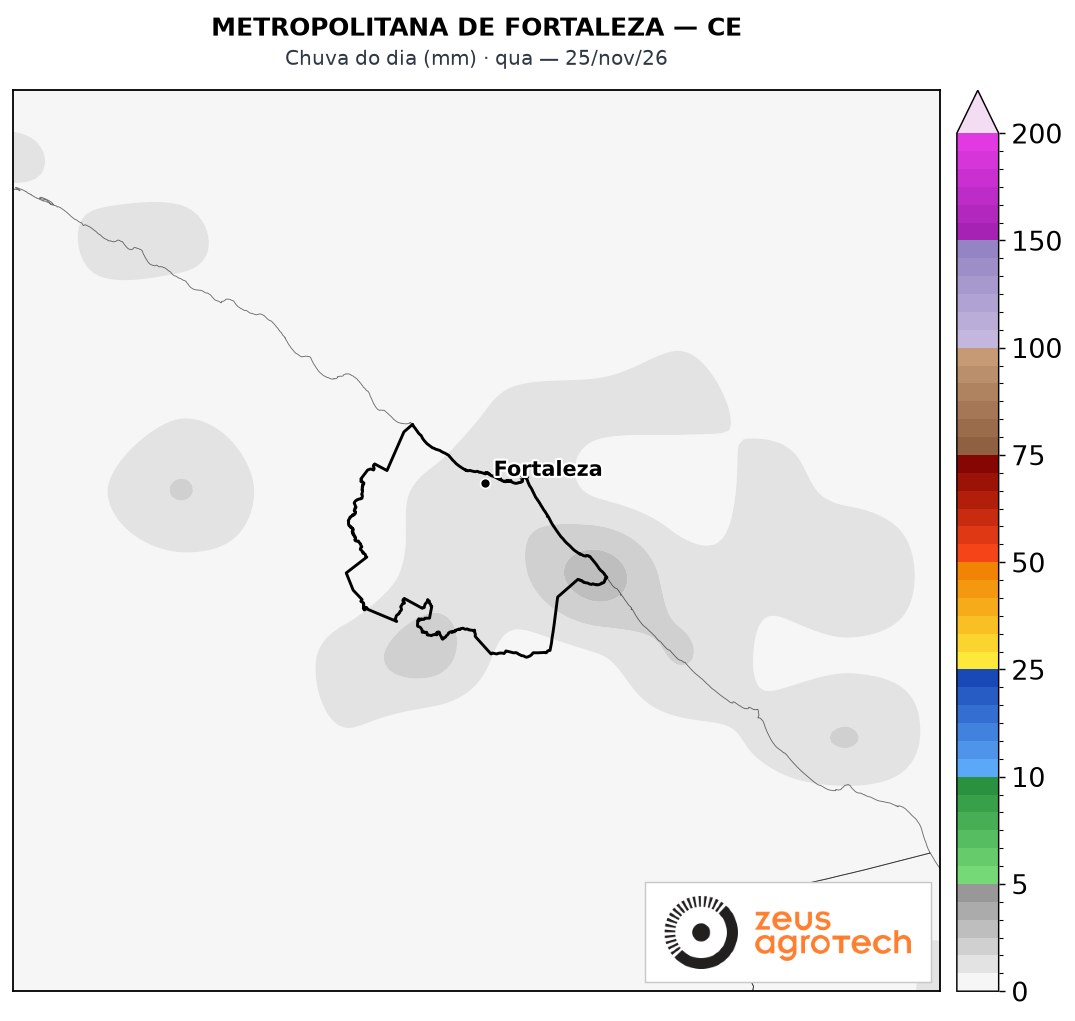 METROPOLITANA DE FORTALEZA — CE
Chuva do dia (mm) · qua — 25/nov/26
200
150
100
75
50
25
10
5
0
Fortaleza
zeus
agrotech